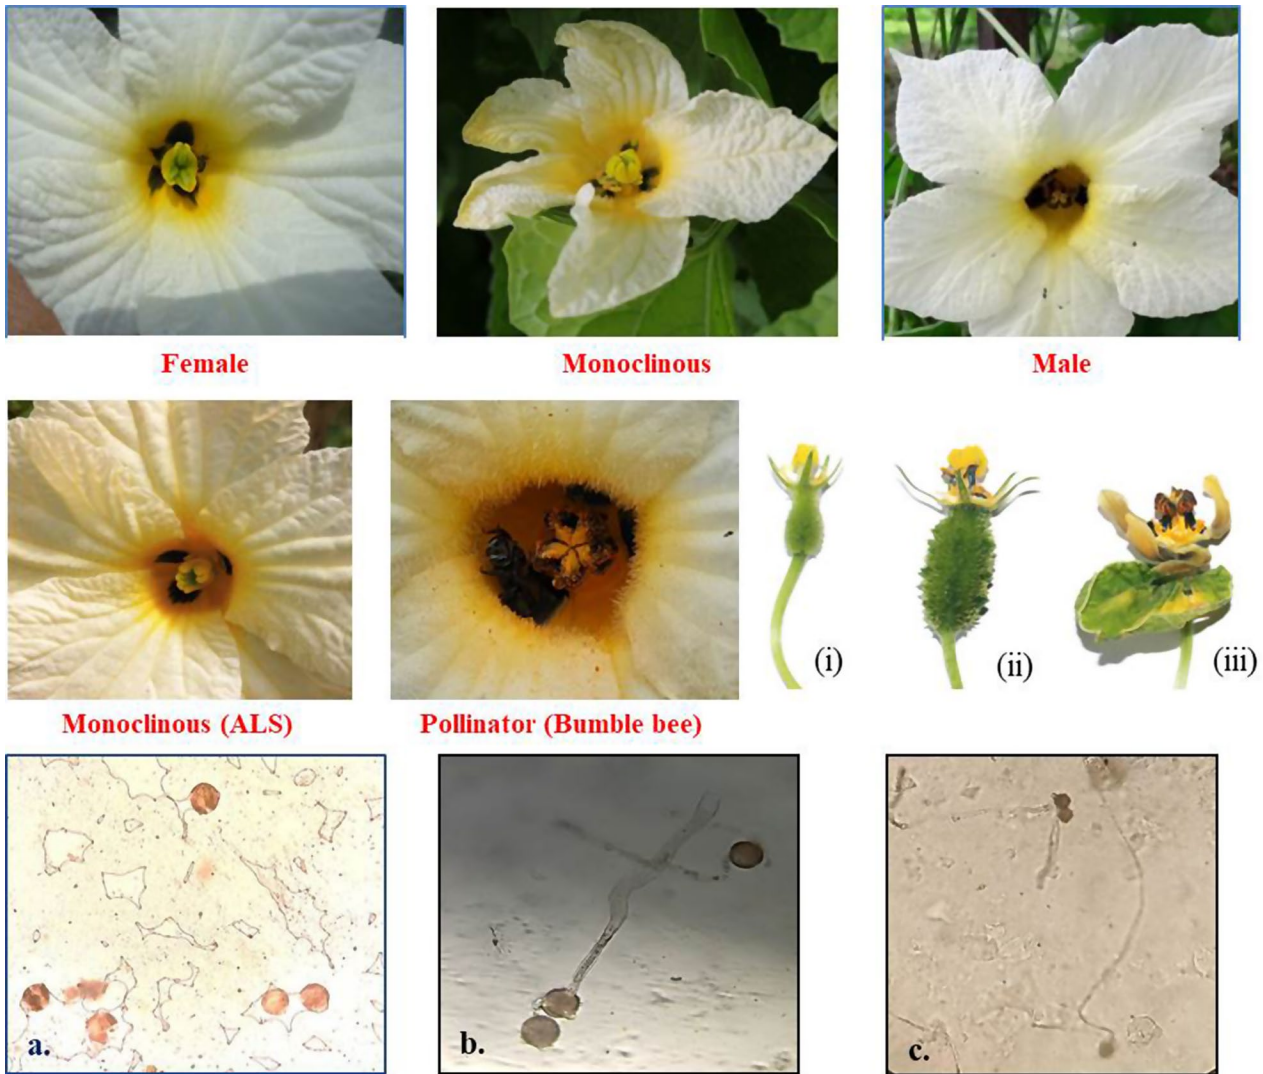 Female
Monoclinous
Male
(i)
(ii)
(iii)
Monoclinous (ALS)
Pollinator (Bumble bee)
a.
b.
c.